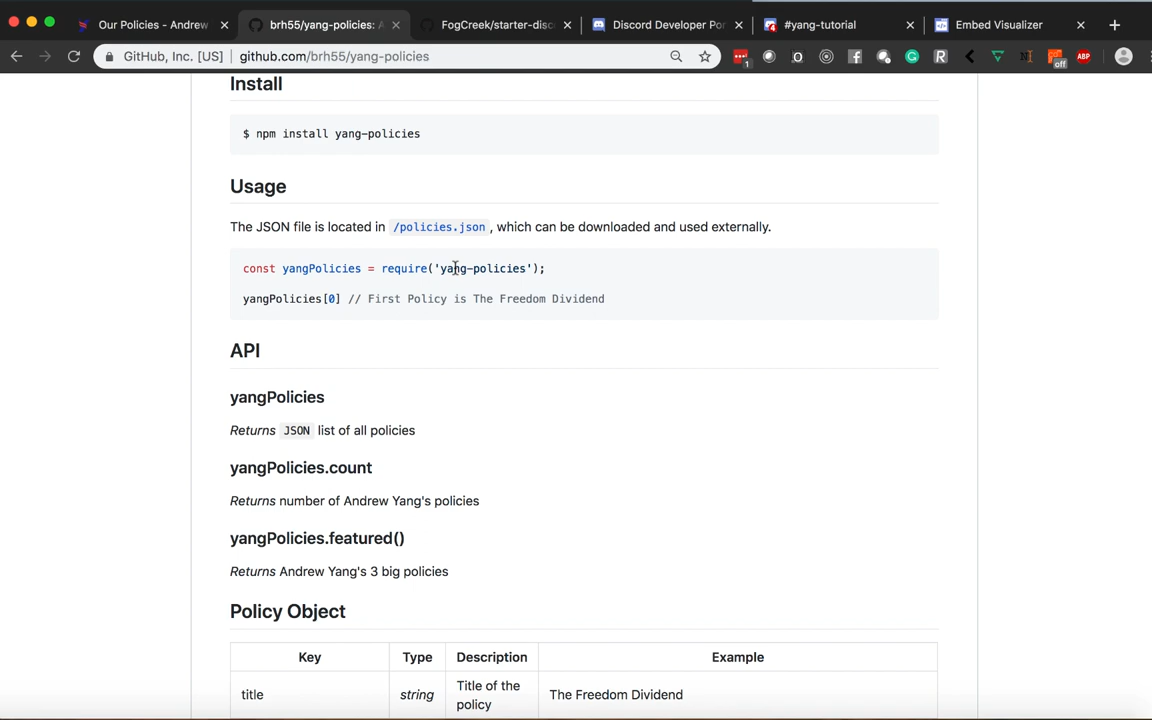 Our Policies - Andrew
brh55/yang-policies: A
FogCreek/starter-disc
Discord Developer Por
#yang-tutorial
Embed Visualizer
GitHub, Inc. [US] | github.com/brh55/yang-policies
1
off
ABP
Install
$ npm install yang-policies
Usage
The JSON file is located in /policies.json, which can be downloaded and used externally.
const yangPolicies = require('yang-policies');
yangPolicies[0] // First Policy is The Freedom Dividend
API
yangPolicies
Returns JSON list of all policies
yangPolicies.count
Returns number of Andrew Yang's policies
yangPolicies.featured()
Returns Andrew Yang's 3 big policies
Policy Object
Key Type Description Example
title string Title of the policy The Freedom Dividend